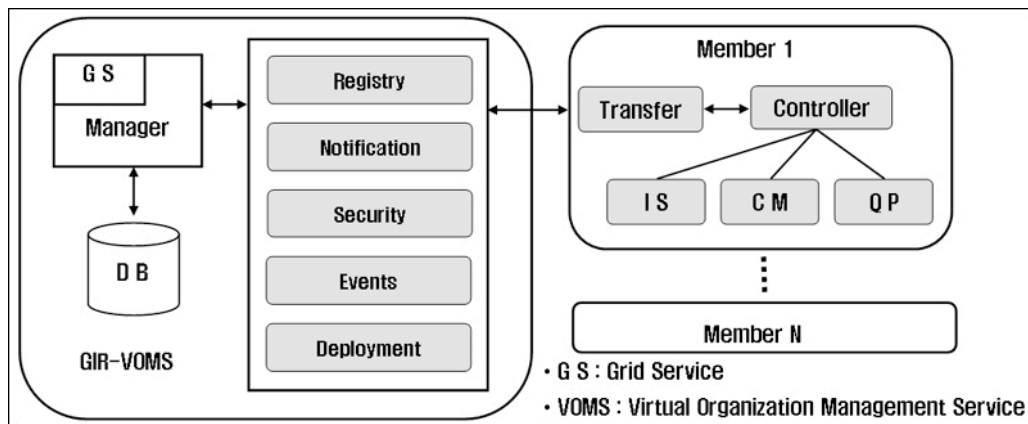 G S
Manager
D B
GIR-VOMS
Registry
Notification
Security
Events
Deployment
Member 1
Transfer
Controller
I S
C M
Q P
Member N
• G S : Grid Service
• VOMS : Virtual Organization Management Service